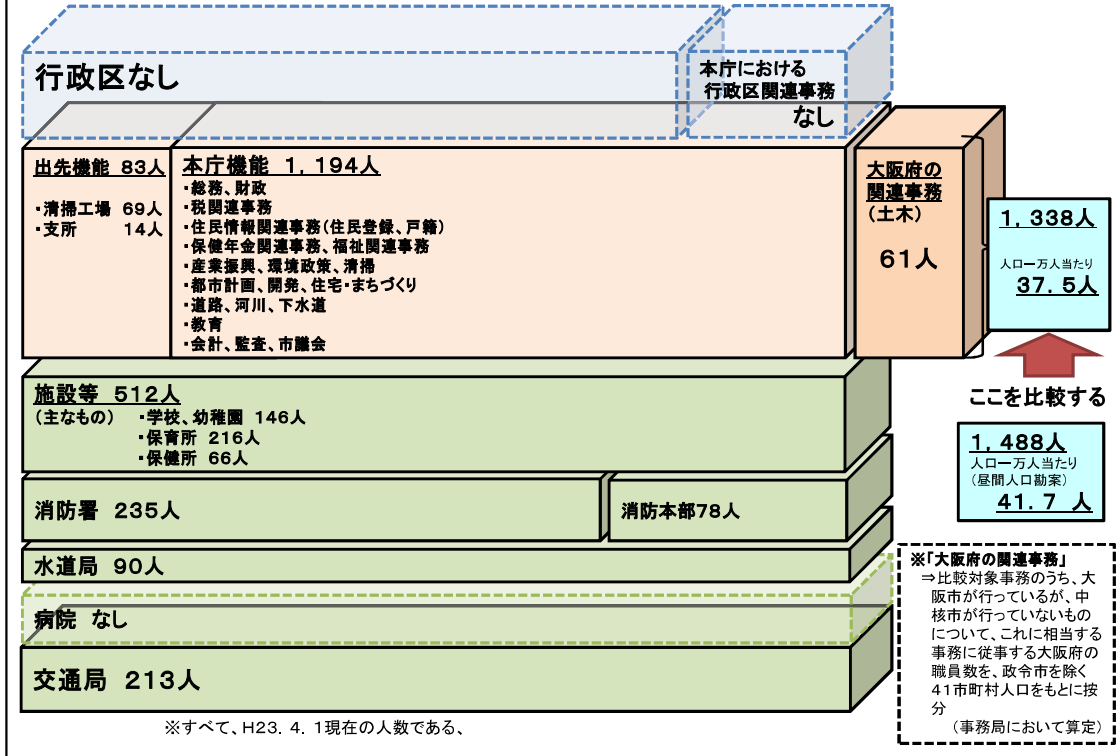 行政区なし
本庁における
行政区関連事務
なし
出先機能 83人
・清掃工場 69人
・支所 14人
本庁機能 1,194人
・総務、財政
・税関連事務
・住民情報関連事務(住民登録、戸籍)
・保健年金関連事務、福祉関連事務
・産業振興、環境政策、清掃
・都市計画、開発、住宅・まちづくり
・道路、河川、下水道
・教育
・会計、監査、市議会
大阪府の
関連事務
(土木)
61人
1,338人
人口一万人当たり
37.5人
ここを比較する
施設等 512人
(主なもの) ・学校、幼稚園 146人
・保育所 216人
・保健所 66人
1,488人
人口一万人当たり
(昼間人口勘案)
41.7 人
消防署 235人
消防本部78人
水道局 90人
病院 なし
交通局 213人
※「大阪府の関連事務」
⇒比較対象事務のうち、大
阪市が行っているが、中
核市が行っていないもの
について、これに相当する
事務に従事する大阪府の
職員数を、政令市を除く
41市町村人口をもとに按
分
(事務局において算定)
※すべて、H23.4.1現在の人数である、